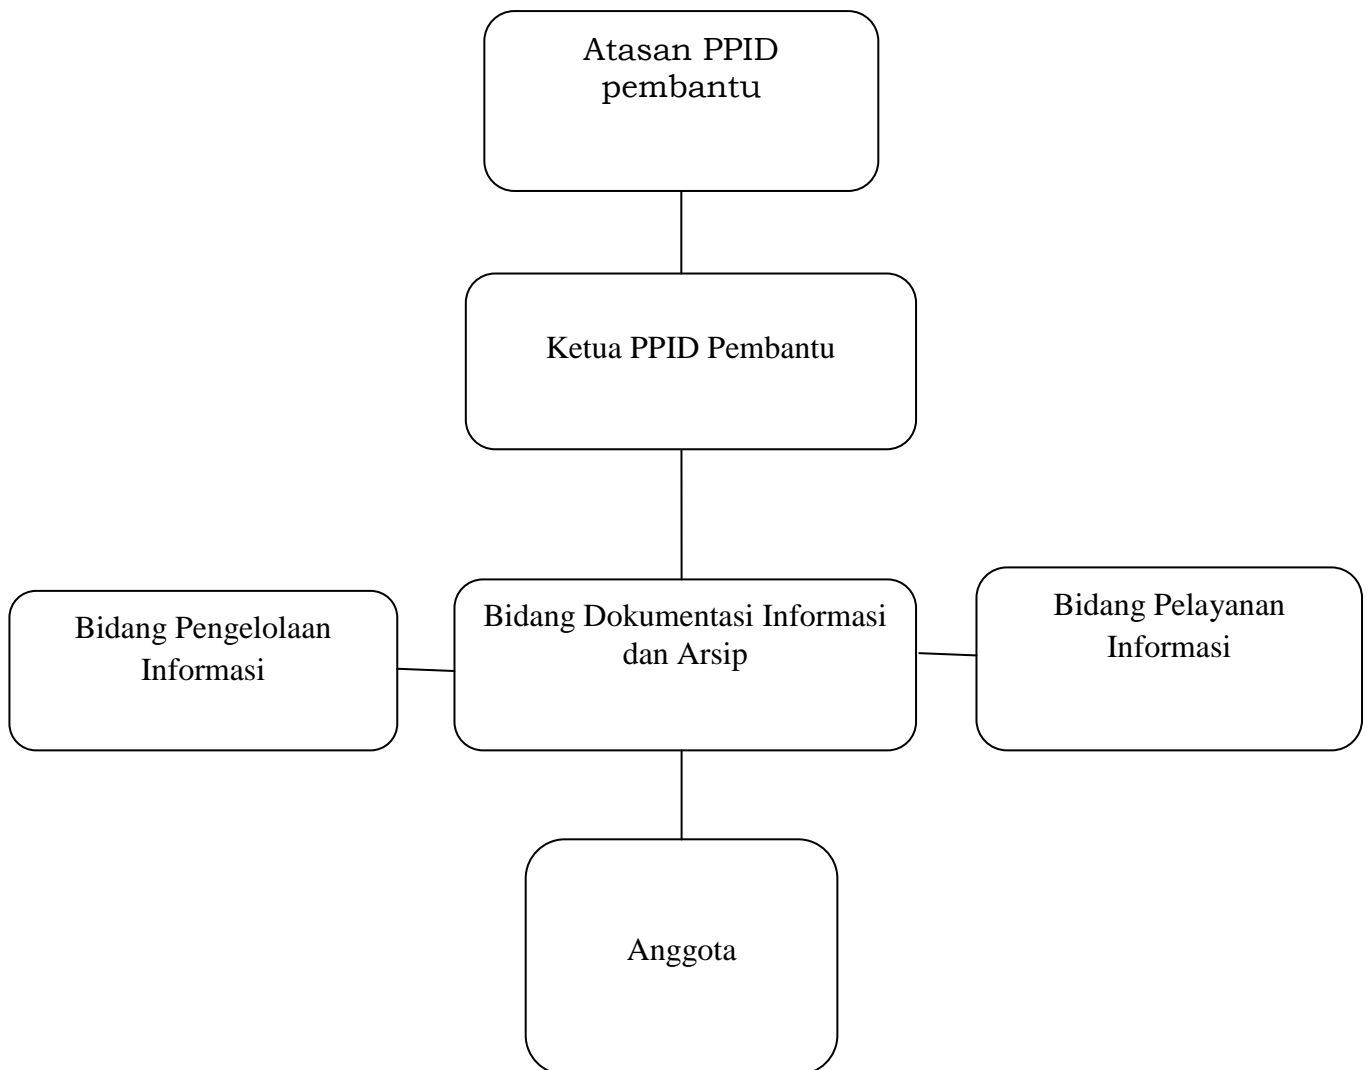 Atasan PPID
pembantu
Ketua PPID Pembantu
Bidang Pengelolaan
Informasi
Bidang Dokumentasi Informasi
dan Arsip
Bidang Pelayanan
Informasi
Anggota